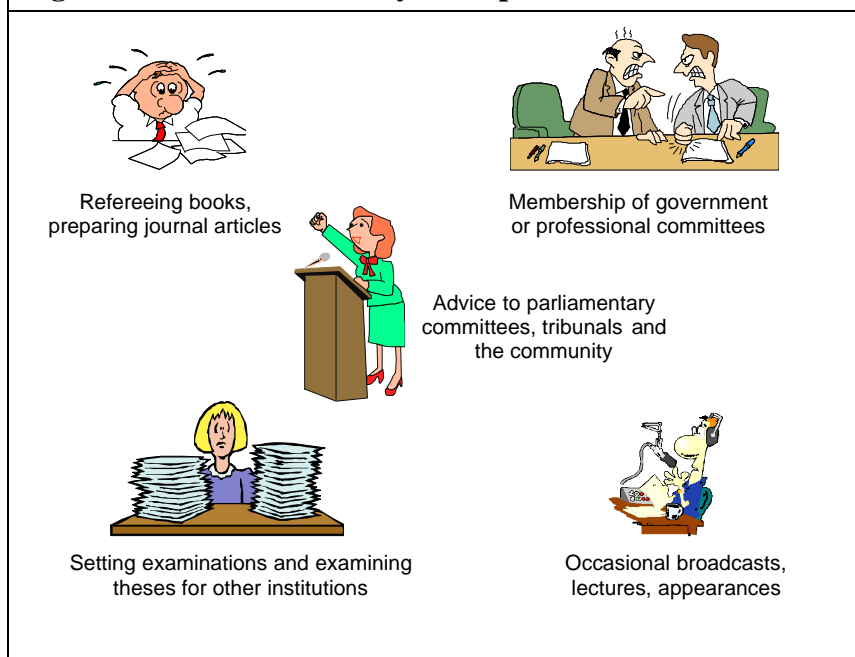 Refereeing books,
preparing journal articles
Membership of government
or professional committees
Advice to parliamentary
committees, tribunals and
the community
Setting examinations and examining
theses for other institutions
Occasional broadcasts,
lectures, appearances